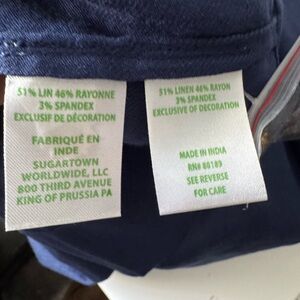 51% LIN 46% RAYONNE
3% SPANDEX
EXCLUSIF DE DÉCORATION
FABRIQUÉ EN
INDE
SUGARTOWN
WORLDWIDE, LLC
800 THIRD AVENUE
KING OF PRUSSIA PA
51% LINEN 46% RAYON
3% SPANDEX
EXCLUSIVE OF DECORATION
MADE IN INDIA
RN# 80189
SEE REVERSE
FOR CARE